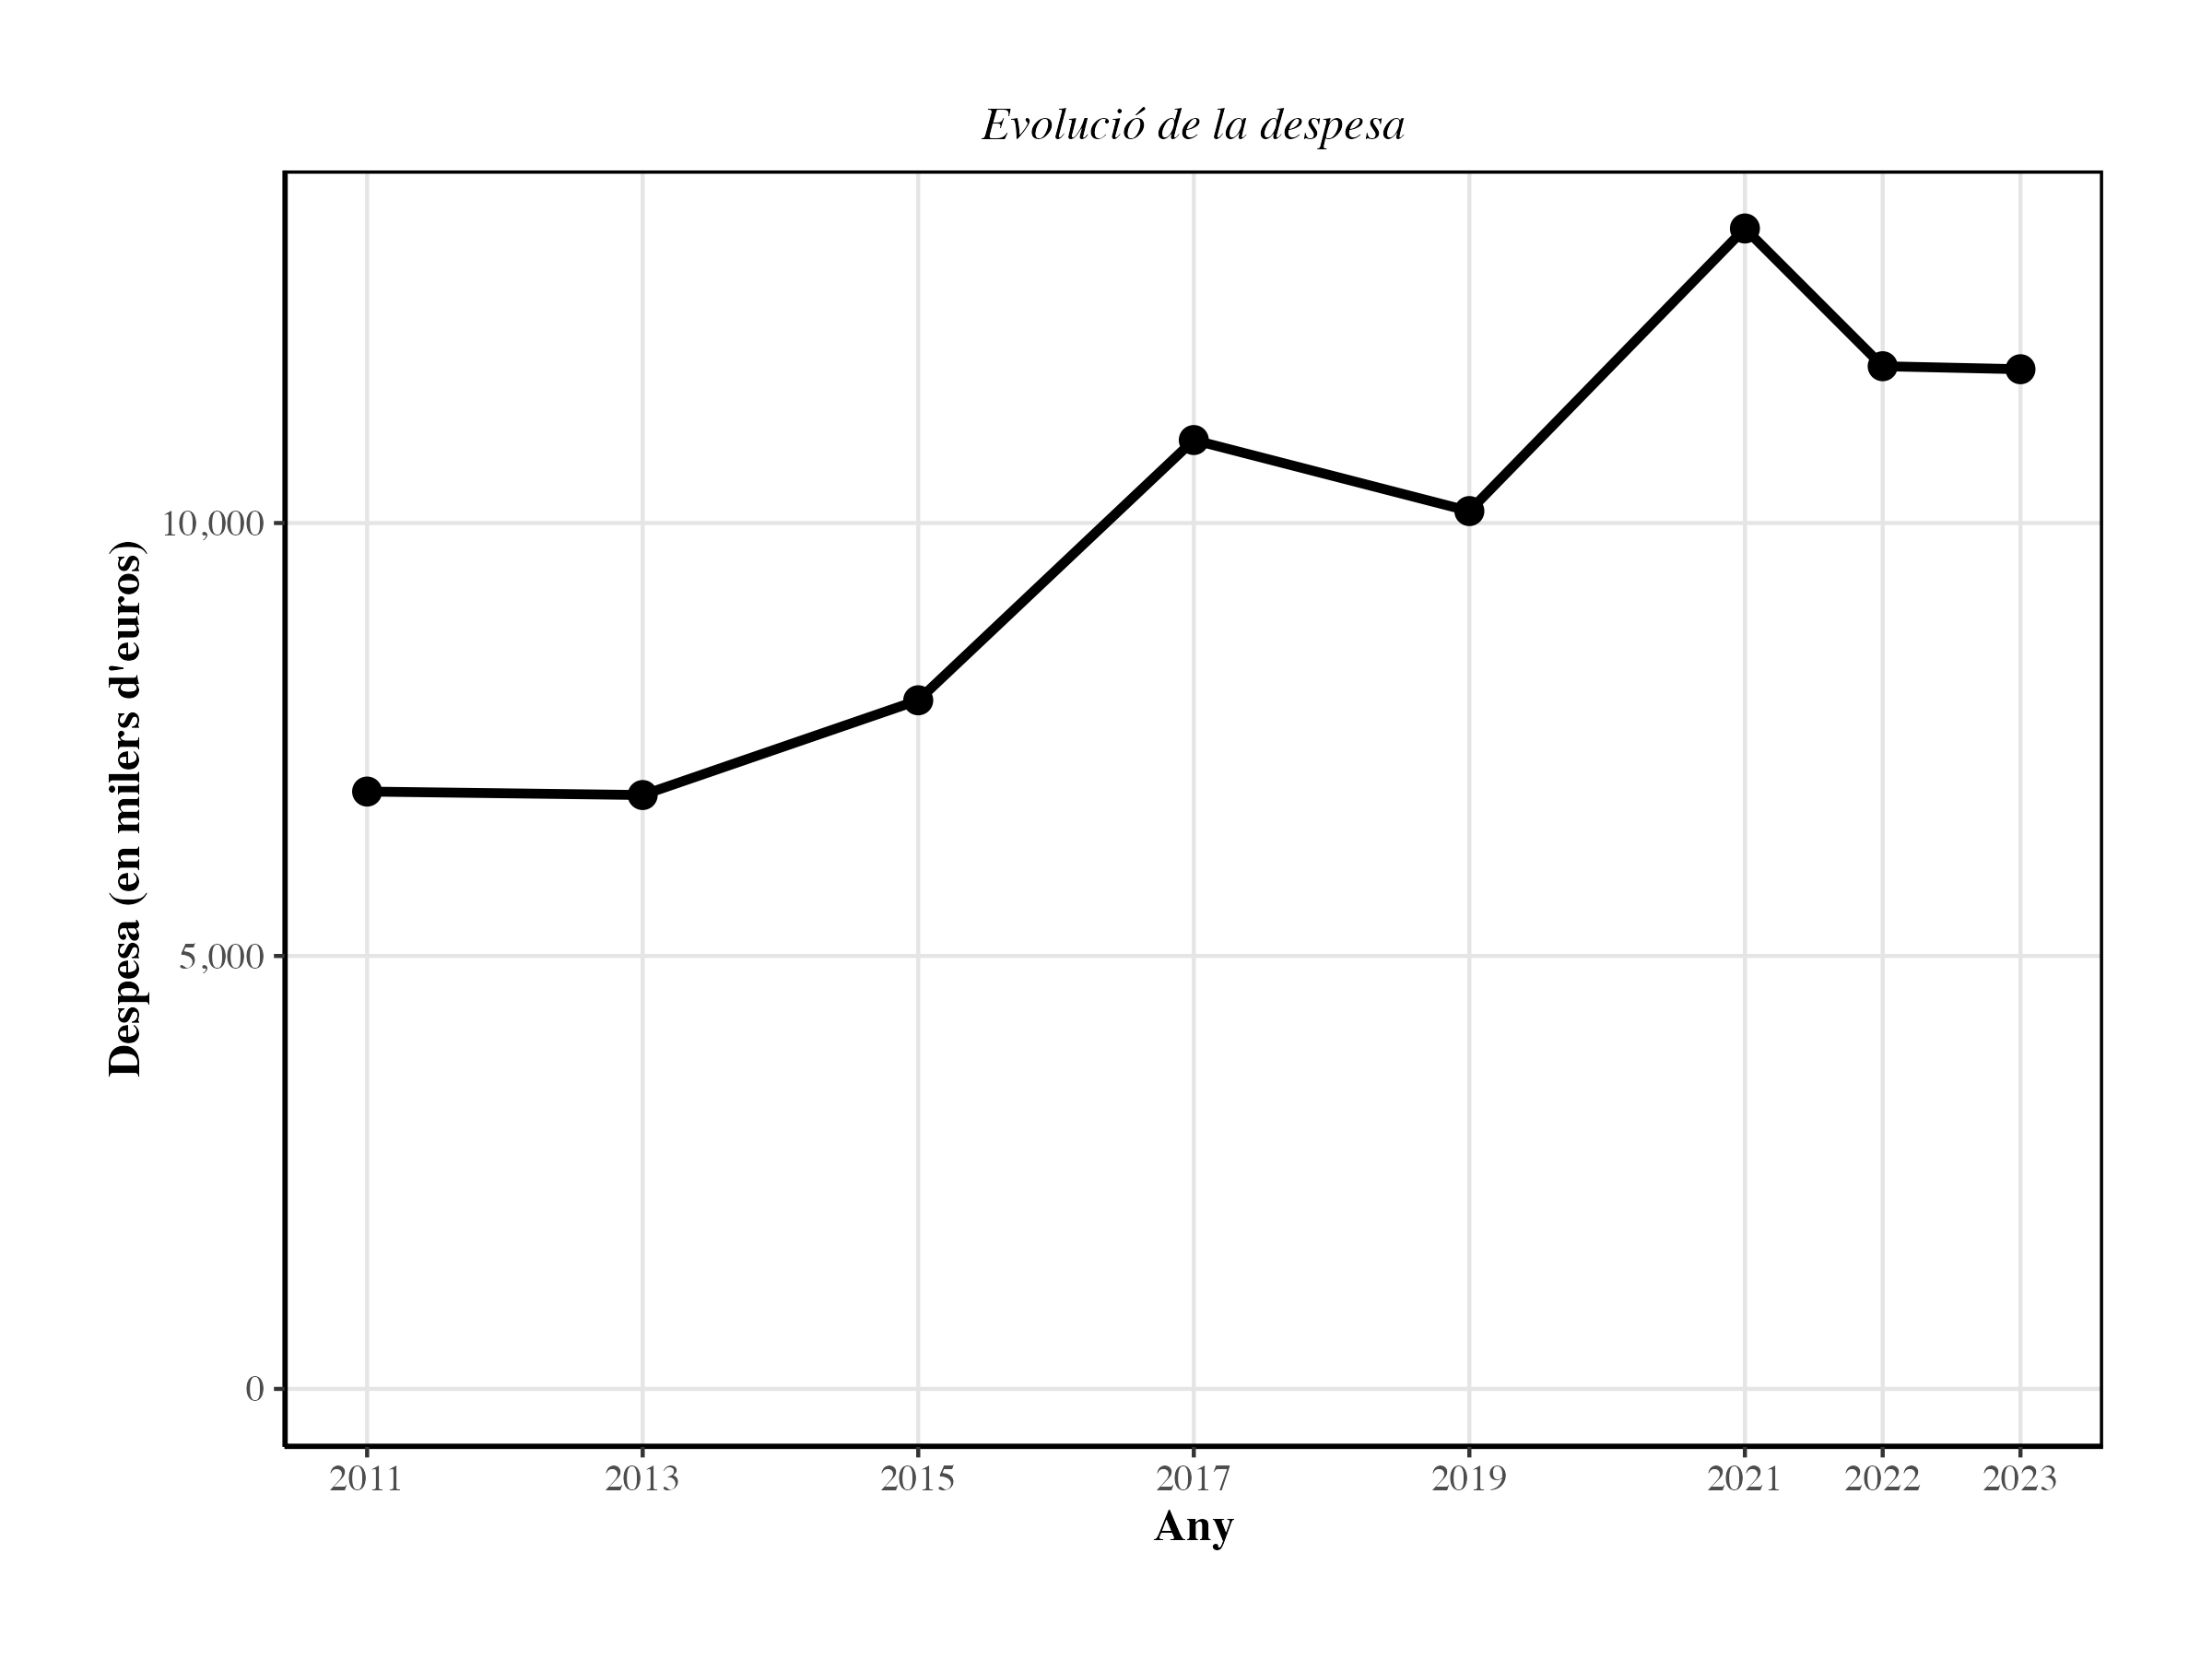 Evolució de la despesa
Despesa (en milers d'euros)
10,000
5,000
0
2011 2013 2015 2017 2019 2021 2022 2023
Any